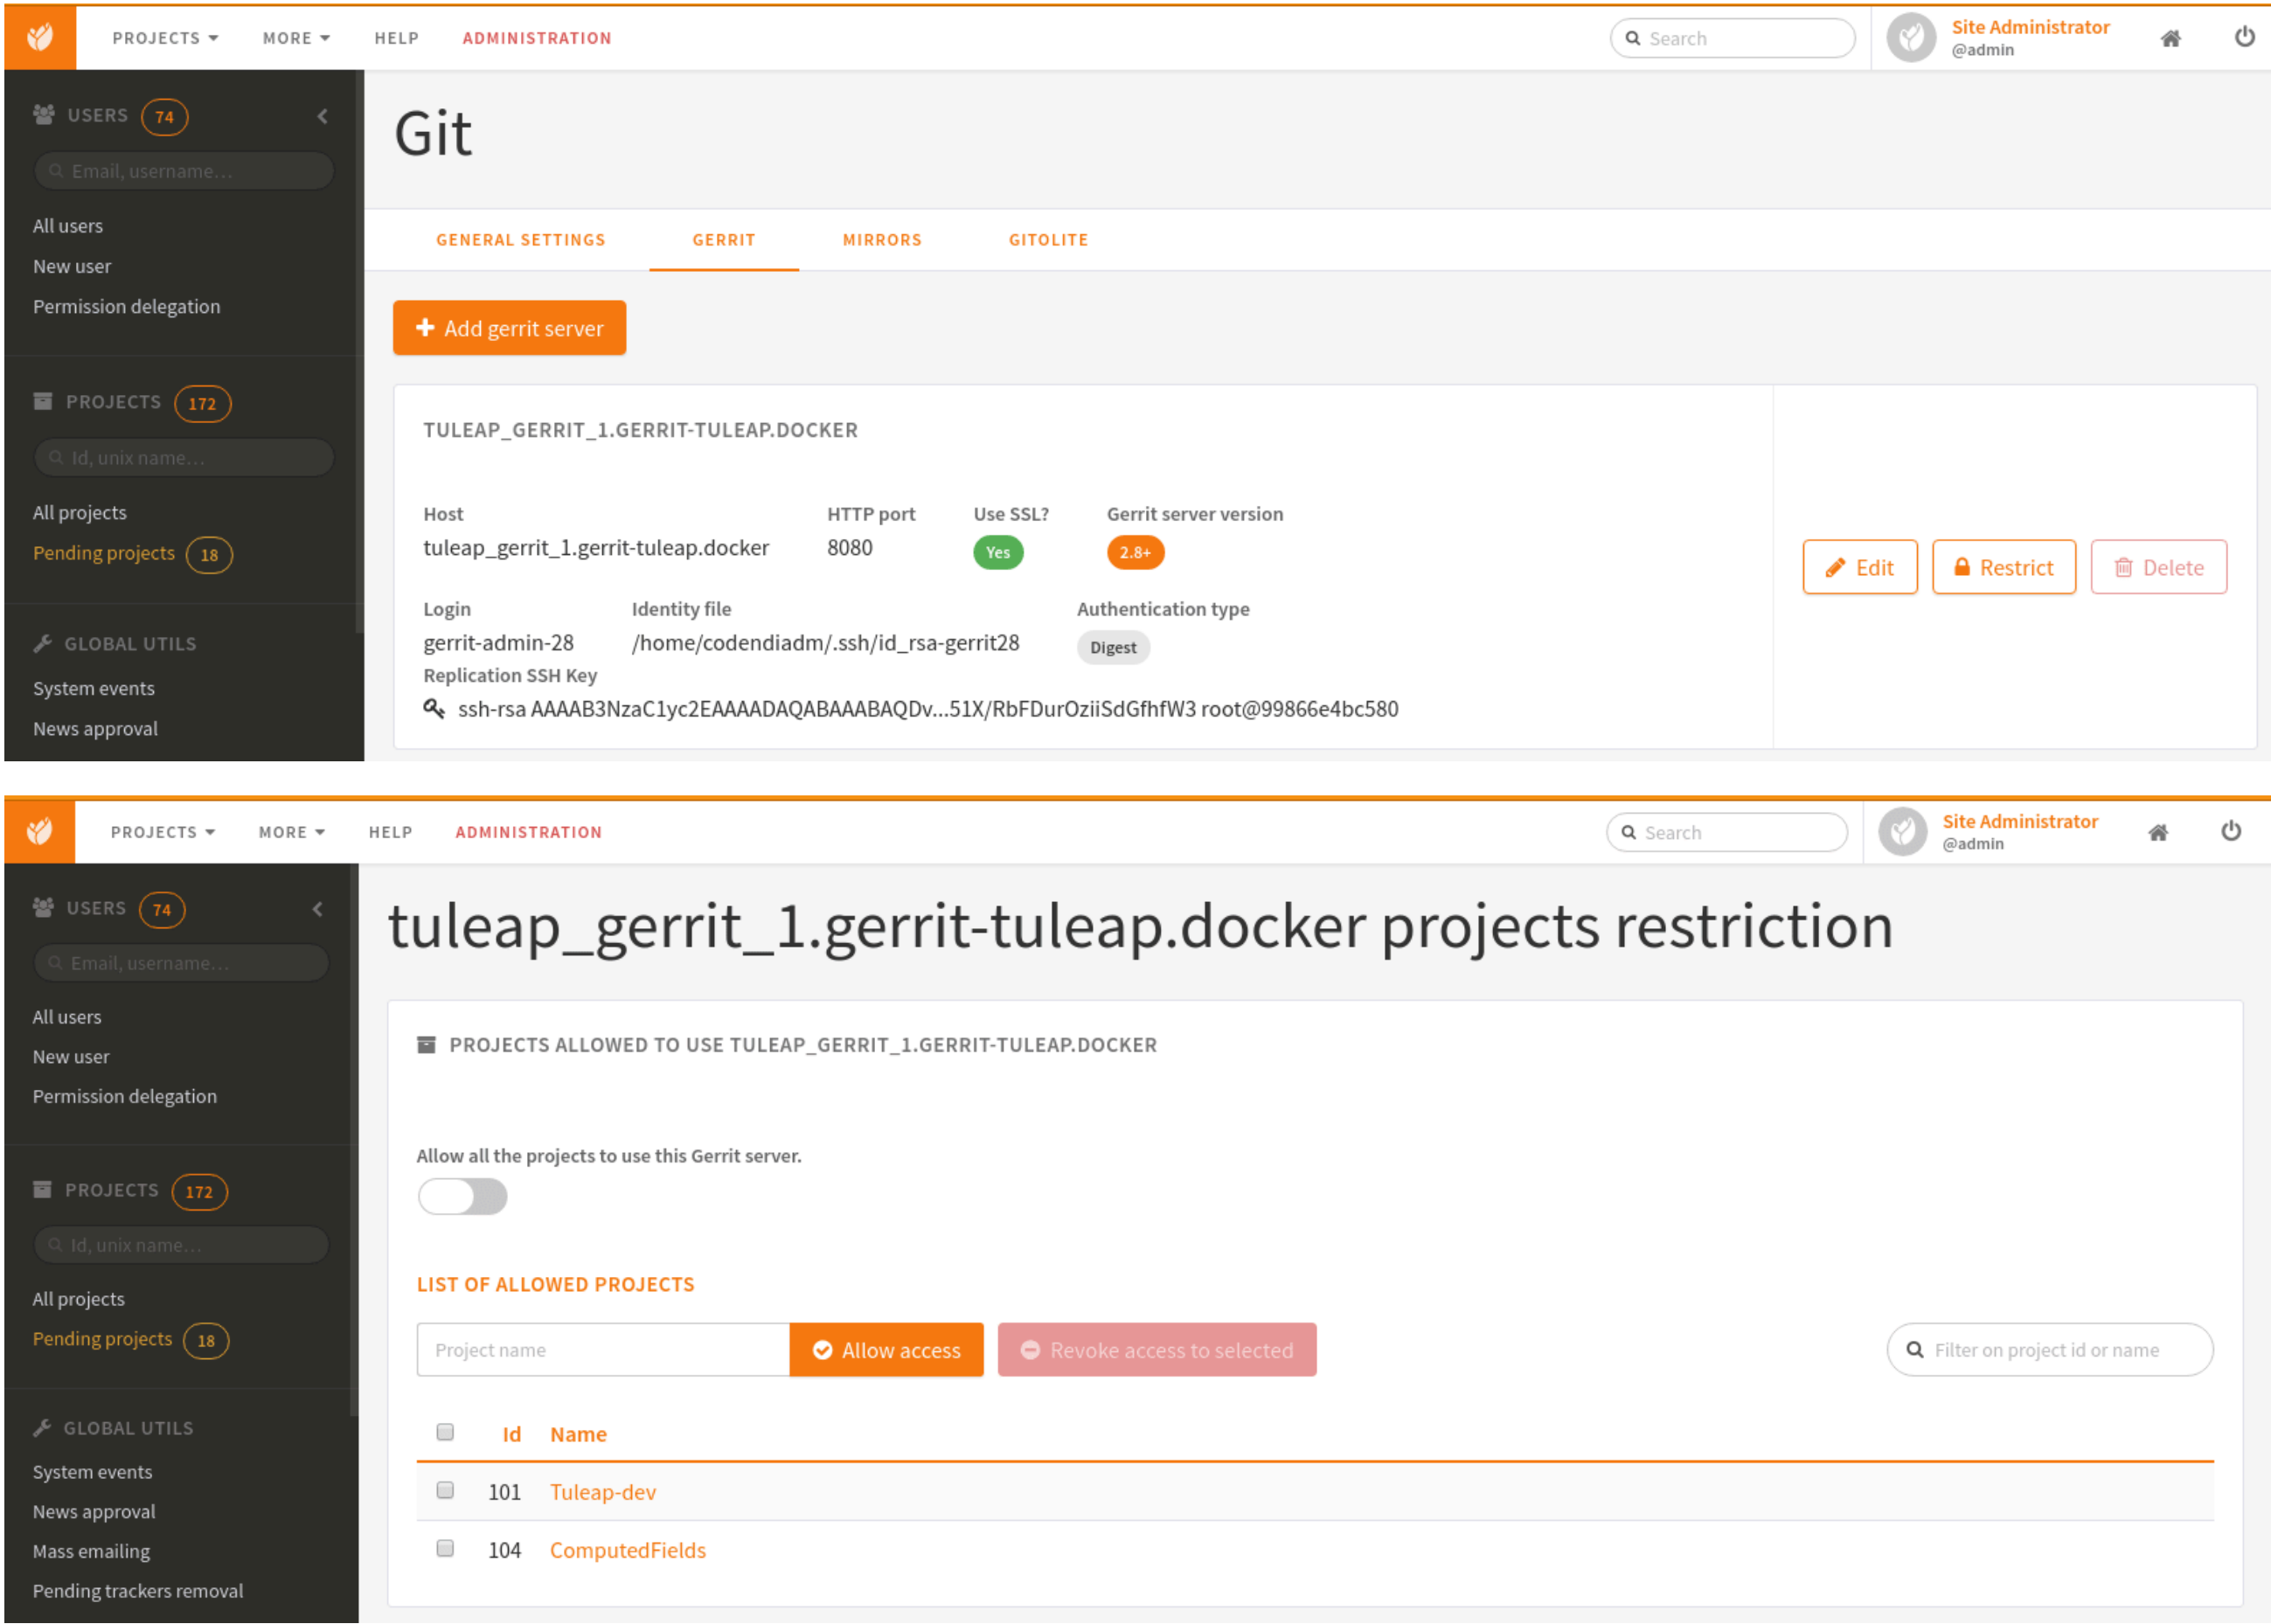 PROJECTS MORE HELP ADMINISTRATION Search Site Administrator
@admin
USERS 74
Email, username...
All users
New user
Permission delegation
PROJECTS 172
Id, unix name...
All projects
Pending projects 18
GLOBAL UTILS
System events
News approval
Git
GENERAL SETTINGS GERRIT MIRRORS GITOLITE
Add gerrit server
TULEAP_GERRIT_1.GERRIT-TULEAP.DOCKER
Host HTTP port Use SSL? Gerrit server version
tuleap_gerrit_1.gerrit-tuleap.docker 8080 Yes 2.8+
Edit Restrict Delete
Login Identity file Authentication type
gerrit-admin-28 /home/codendiadm/.ssh/id_rsa-gerrit28 Digest
Replication SSH Key
ssh-rsa AAAAB3NzaC1yc2EAAAADAQABAAABAQDv...51X/RbFDurOziiSdGfhfW3 root@99866e4bc580
PROJECTS MORE HELP ADMINISTRATION Search Site Administrator
@admin
USERS 74
Email, username...
All users
New user
Permission delegation
PROJECTS 172
Id, unix name...
All projects
Pending projects 18
GLOBAL UTILS
System events
News approval
Mass emailing
Pending trackers removal
tuleap_gerrit_1.gerrit-tuleap.docker projects restriction
PROJECTS ALLOWED TO USE TULEAP_GERRIT_1.GERRIT-TULEAP.DOCKER
Allow all the projects to use this Gerrit server.
LIST OF ALLOWED PROJECTS
Project name Allow access Revoke access to selected Filter on project id or name
Id Name
101 Tuleap-dev
104 ComputedFields